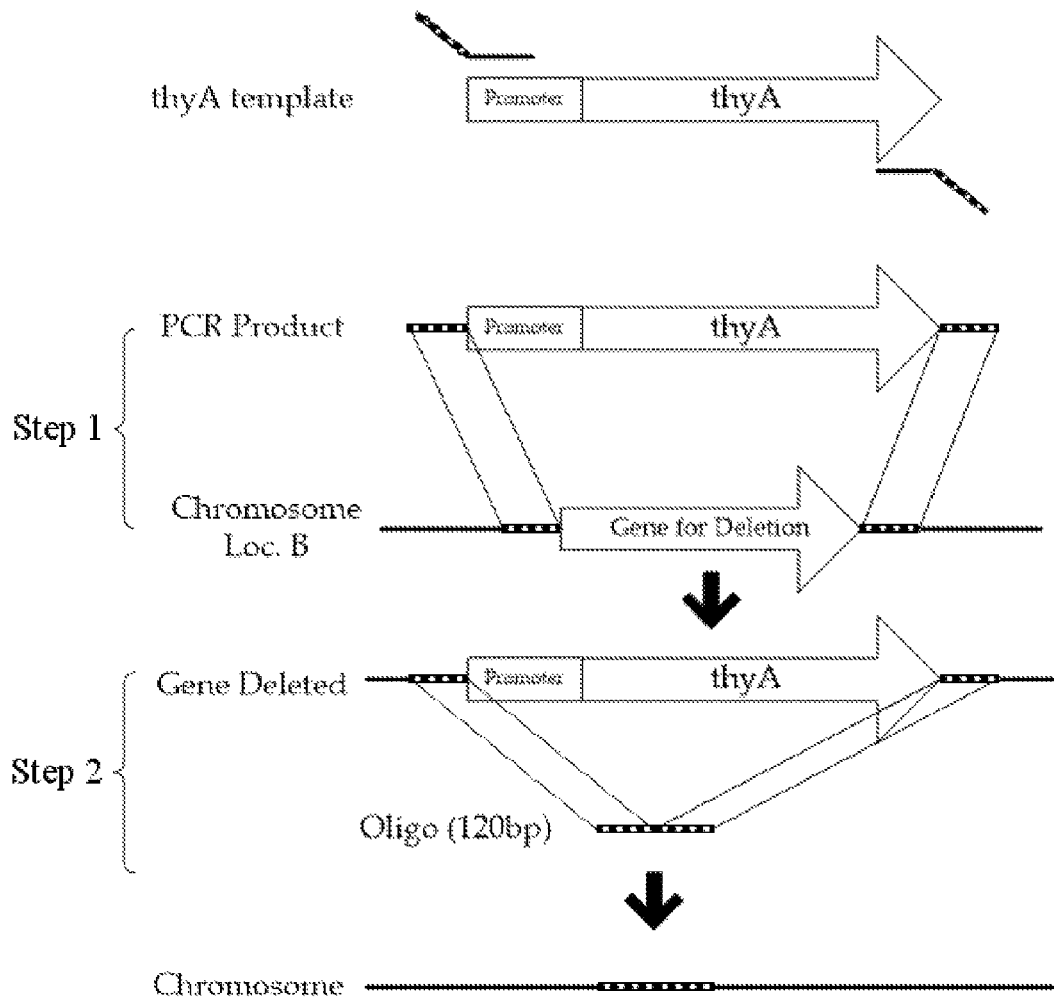 thyA template
Promoter
thyA
Step 1
PCR Product
Promoter
thyA
Chromosome
Loc. B
Gene for Deletion
Step 2
Gene Deleted
Promoter
thyA
Oligo (120bp)
Chromosome